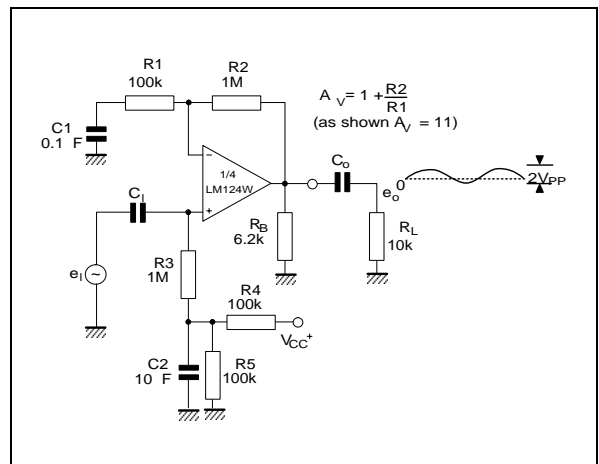 R1
100k
R2
1M
A V = 1 + R2/R1
(as shown AV = 11)
C1
0.1 F
1/4
LM124W
CI
Co
eo
0
2VPP
RB
6.2k
RL
10k
eI ~
R3
1M
R4
100k
VCC+
C2
10 F
R5
100k